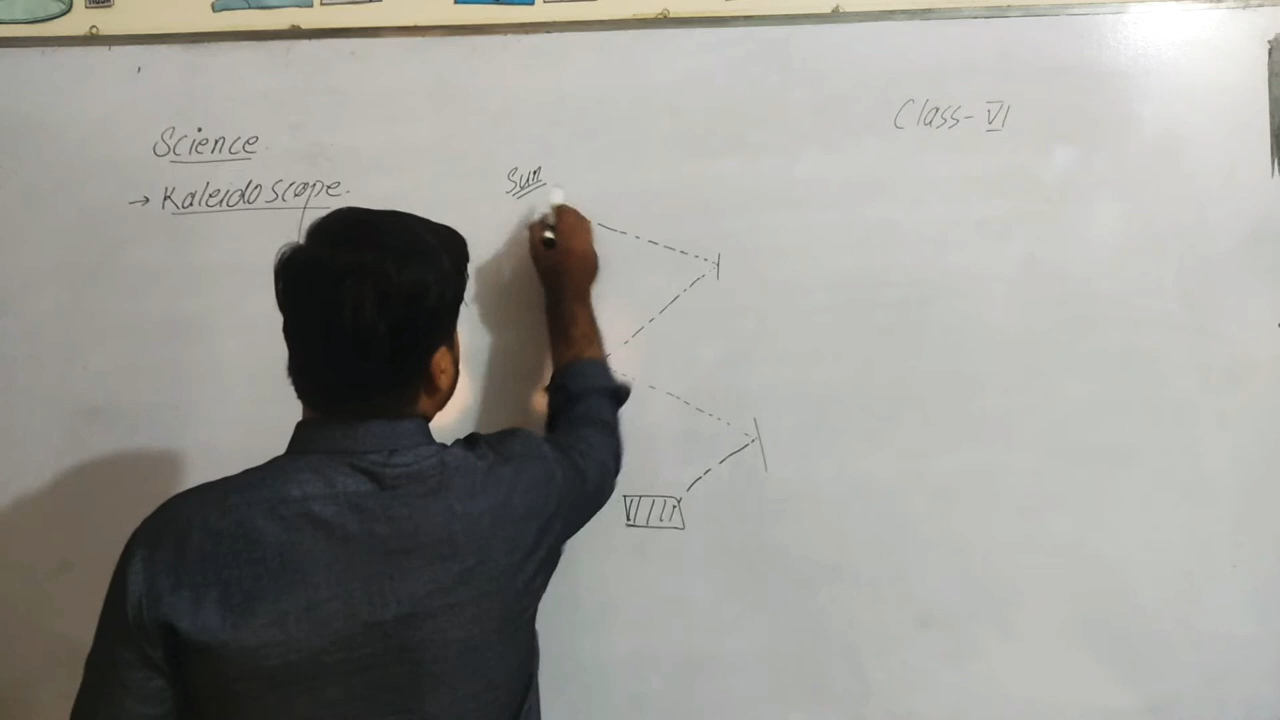 Science
→ Kaleidoscope.
Sun
Class-VI